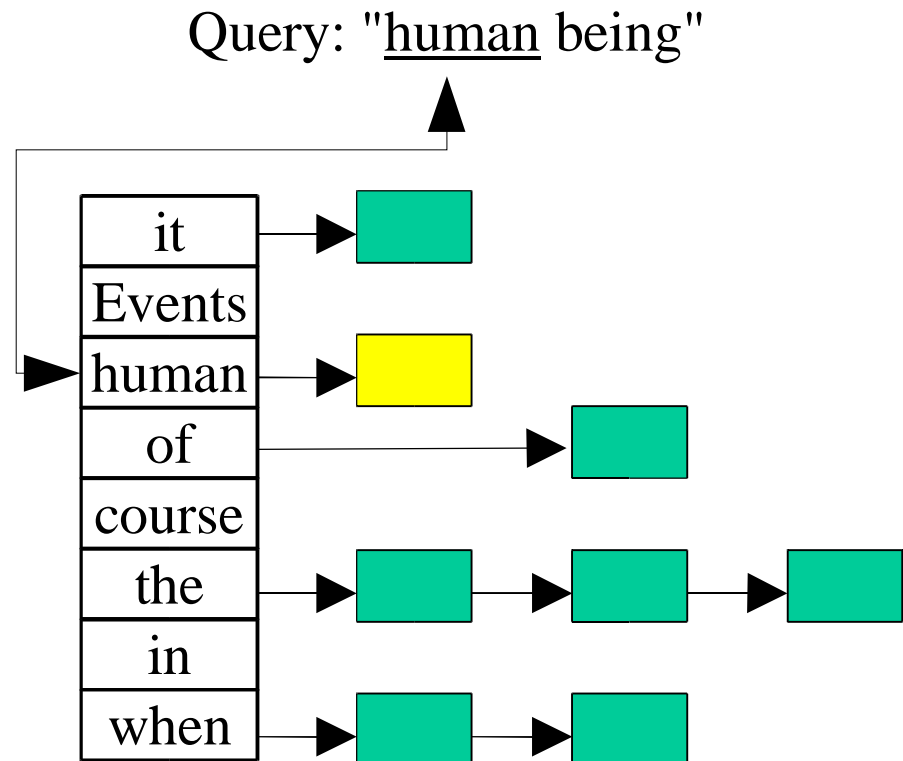 Query: "human being"
it
Events
human
of
course
the
in
when